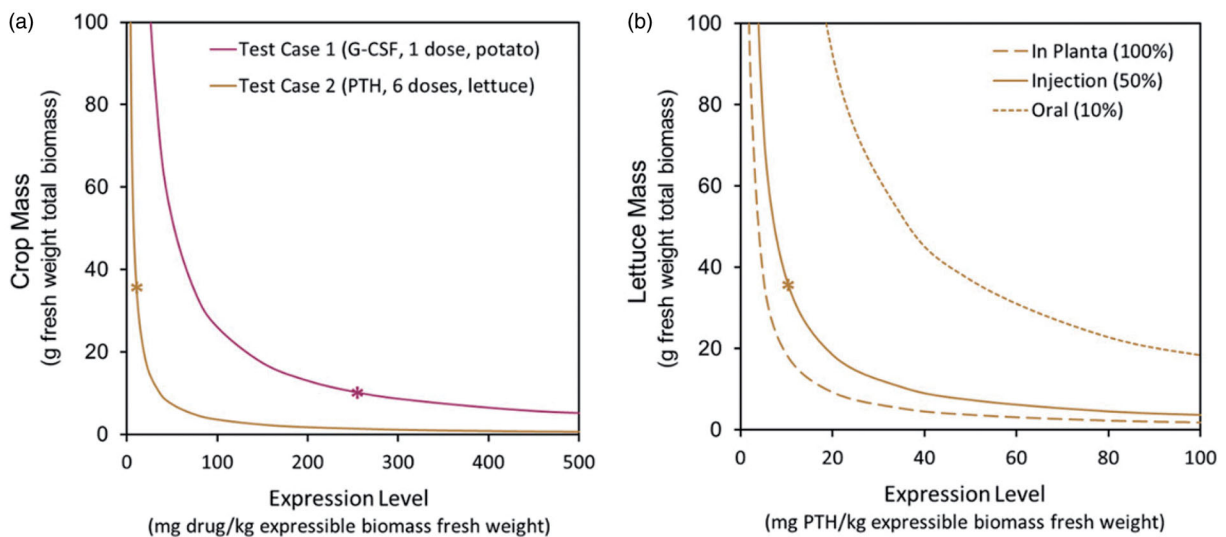 (a)
100
80
60
40
20
0
Crop Mass
(g fresh weight total biomass)
Test Case 1 (G-CSF, 1 dose, potato)
Test Case 2 (PTH, 6 doses, lettuce)
0 100 200 300 400 500
Expression Level
(mg drug/kg expressible biomass fresh weight)
(b)
100
80
60
40
20
0
Lettuce Mass
(g fresh weight total biomass)
In Planta (100%)
Injection (50%)
Oral (10%)
0 20 40 60 80 100
Expression Level
(mg PTH/kg expressible biomass fresh weight)